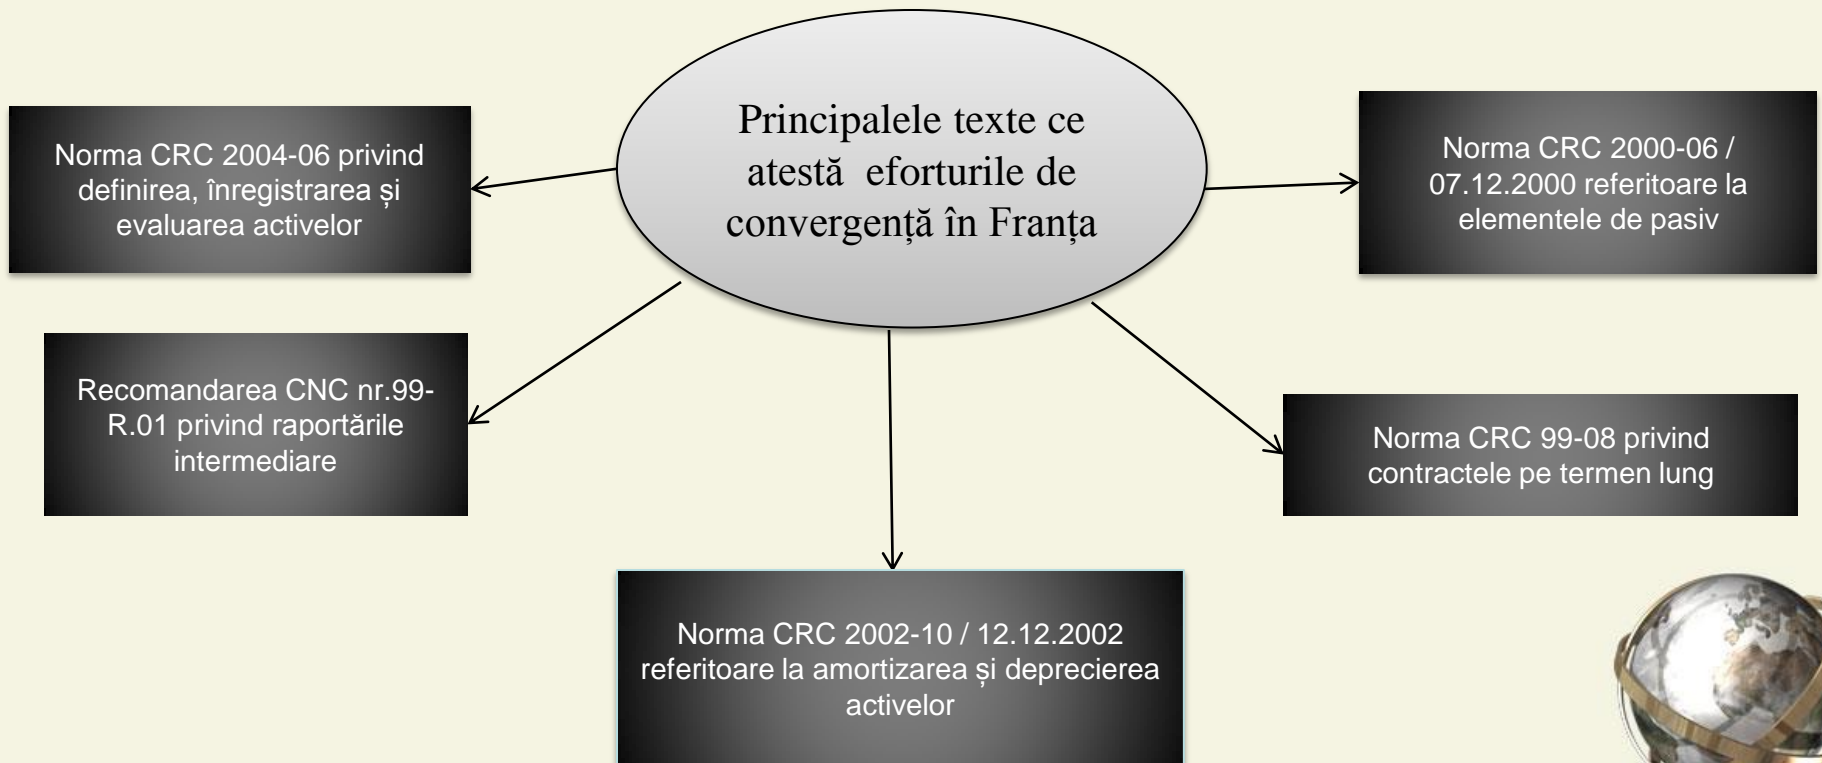 Principalele texte ce
atestă eforturile de
convergență în Franța
Norma CRC 2004-06 privind
definirea, înregistrarea și
evaluarea activelor
Norma CRC 2000-06 /
07.12.2000 referitoare la
elementele de pasiv
Recomandarea CNC nr.99-
R.01 privind raportările
intermediare
Norma CRC 99-08 privind
contractele pe termen lung
Norma CRC 2002-10 / 12.12.2002
referitoare la amortizarea și deprecierea
activelor